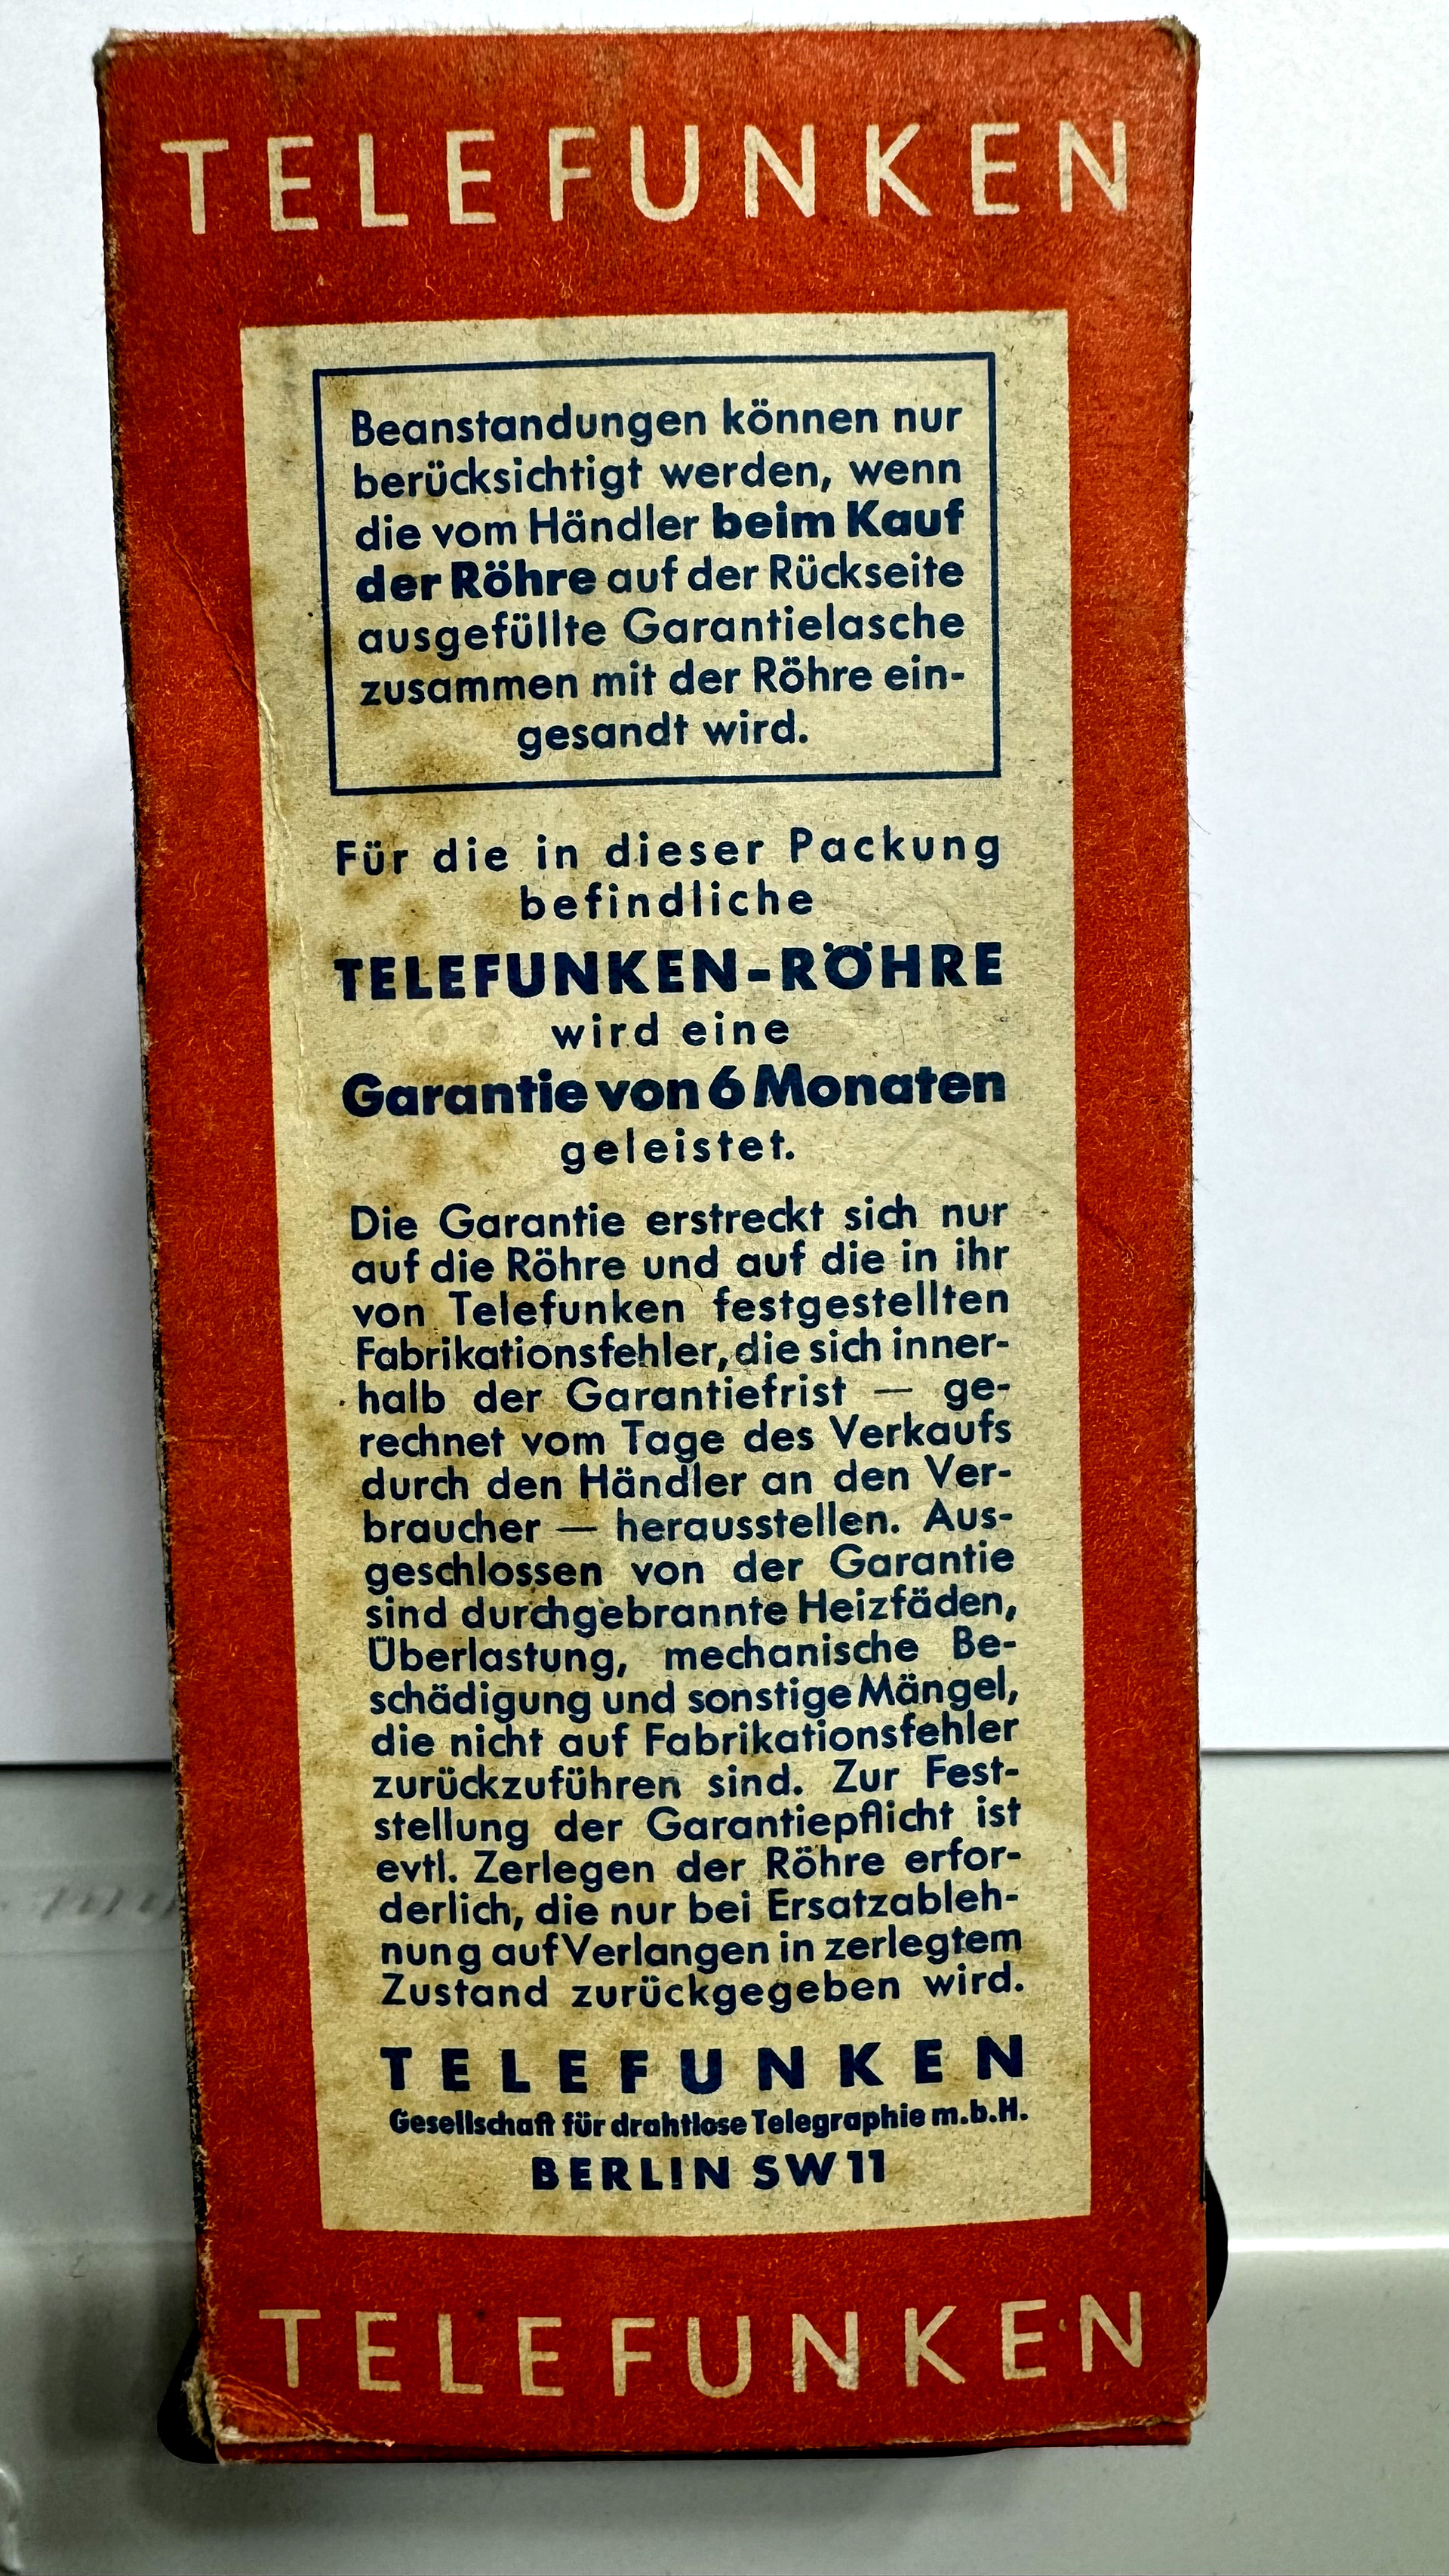 TELEFUNKEN
Beanstandungen können nur
berücksichtigt werden, wenn
die vom Händler beim Kauf
der Röhre auf der Rückseite
ausgefüllte Garantielasche
zusammen mit der Röhre ein-
gesandt wird.
Für die in dieser Packung
befindliche
TELEFUNKEN-RÖHRE
wird eine
Garantie von 6 Monaten
geleistet.
Die Garantie erstreckt sich nur
auf die Röhre und auf die in ihr
von Telefunken festgestellten
Fabrikationsfehler, die sich inner-
halb der Garantiefrist — ge-
rechnet vom Tage des Verkaufs
durch den Händler an den Ver-
braucher — herausstellen. Aus-
geschlossen von der Garantie
sind durchgebrannte Heizfäden,
Überlastung, mechanische Be-
schädigung und sonstige Mängel,
die nicht auf Fabrikationsfehler
zurückzuführen sind. Zur Fest-
stellung der Garantiepflicht ist
evtl. Zerlegen der Röhre erfor-
derlich, die nur bei Ersatzableh-
nung auf Verlangen in zerlegtem
Zustand zurückgegeben wird.
TELEFUNKEN
Gesellschaft für drahtlose Telegraphie m.b.H.
BERLIN SW 11
TELEFUNKEN